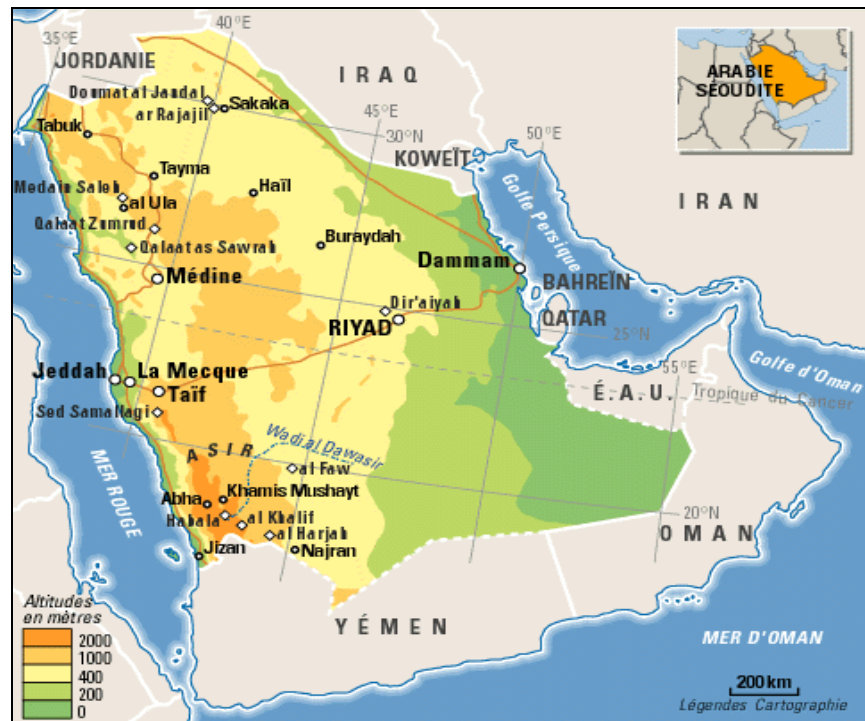 40°E
35°E
JORDANIE
IRAQ
ARABIE
SÉOUDITE
Doumat al Jandal
ar Rajajil
Sakaka
45°E
30°N
50°E
Tabuk
KOWEÏT
Tayma
Medain Saleh
Haïl
al Ula
Golfe Persique
IRAN
Qalaat Zumrud
Buraydah
Qalaat as Sawrah
Médine
Dammam
BAHREÏN
Dir'aiyah
RIYAD
QATAR
25°N
Jeddah
La Mecque
Taïf
55°E
Golfe d'Oman
É.A.U.
Tropique du Cancer
Sed Samallagi
ASIR
Wadi al Dawasir
al Faw
MER ROUGE
Abha
Khamis Mushayt
Habala
al Khalif
al Harjah
20°N
OMAN
Jizan
Najran
Altitudes
en mètres
2000
1000
400
200
0
YÉMEN
MER D'OMAN
200 km
Légendes Cartographie